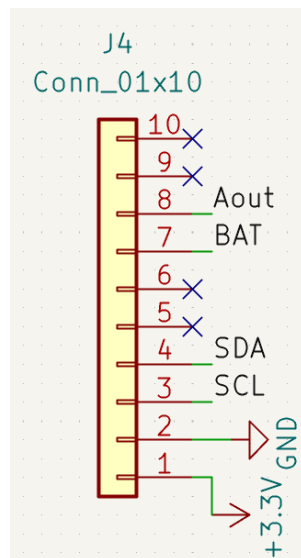 J4
Conn_01x10
10
9
8 Aout
7 BAT
6
5
4 SDA
3 SCL
2 GND
1 +3.3V